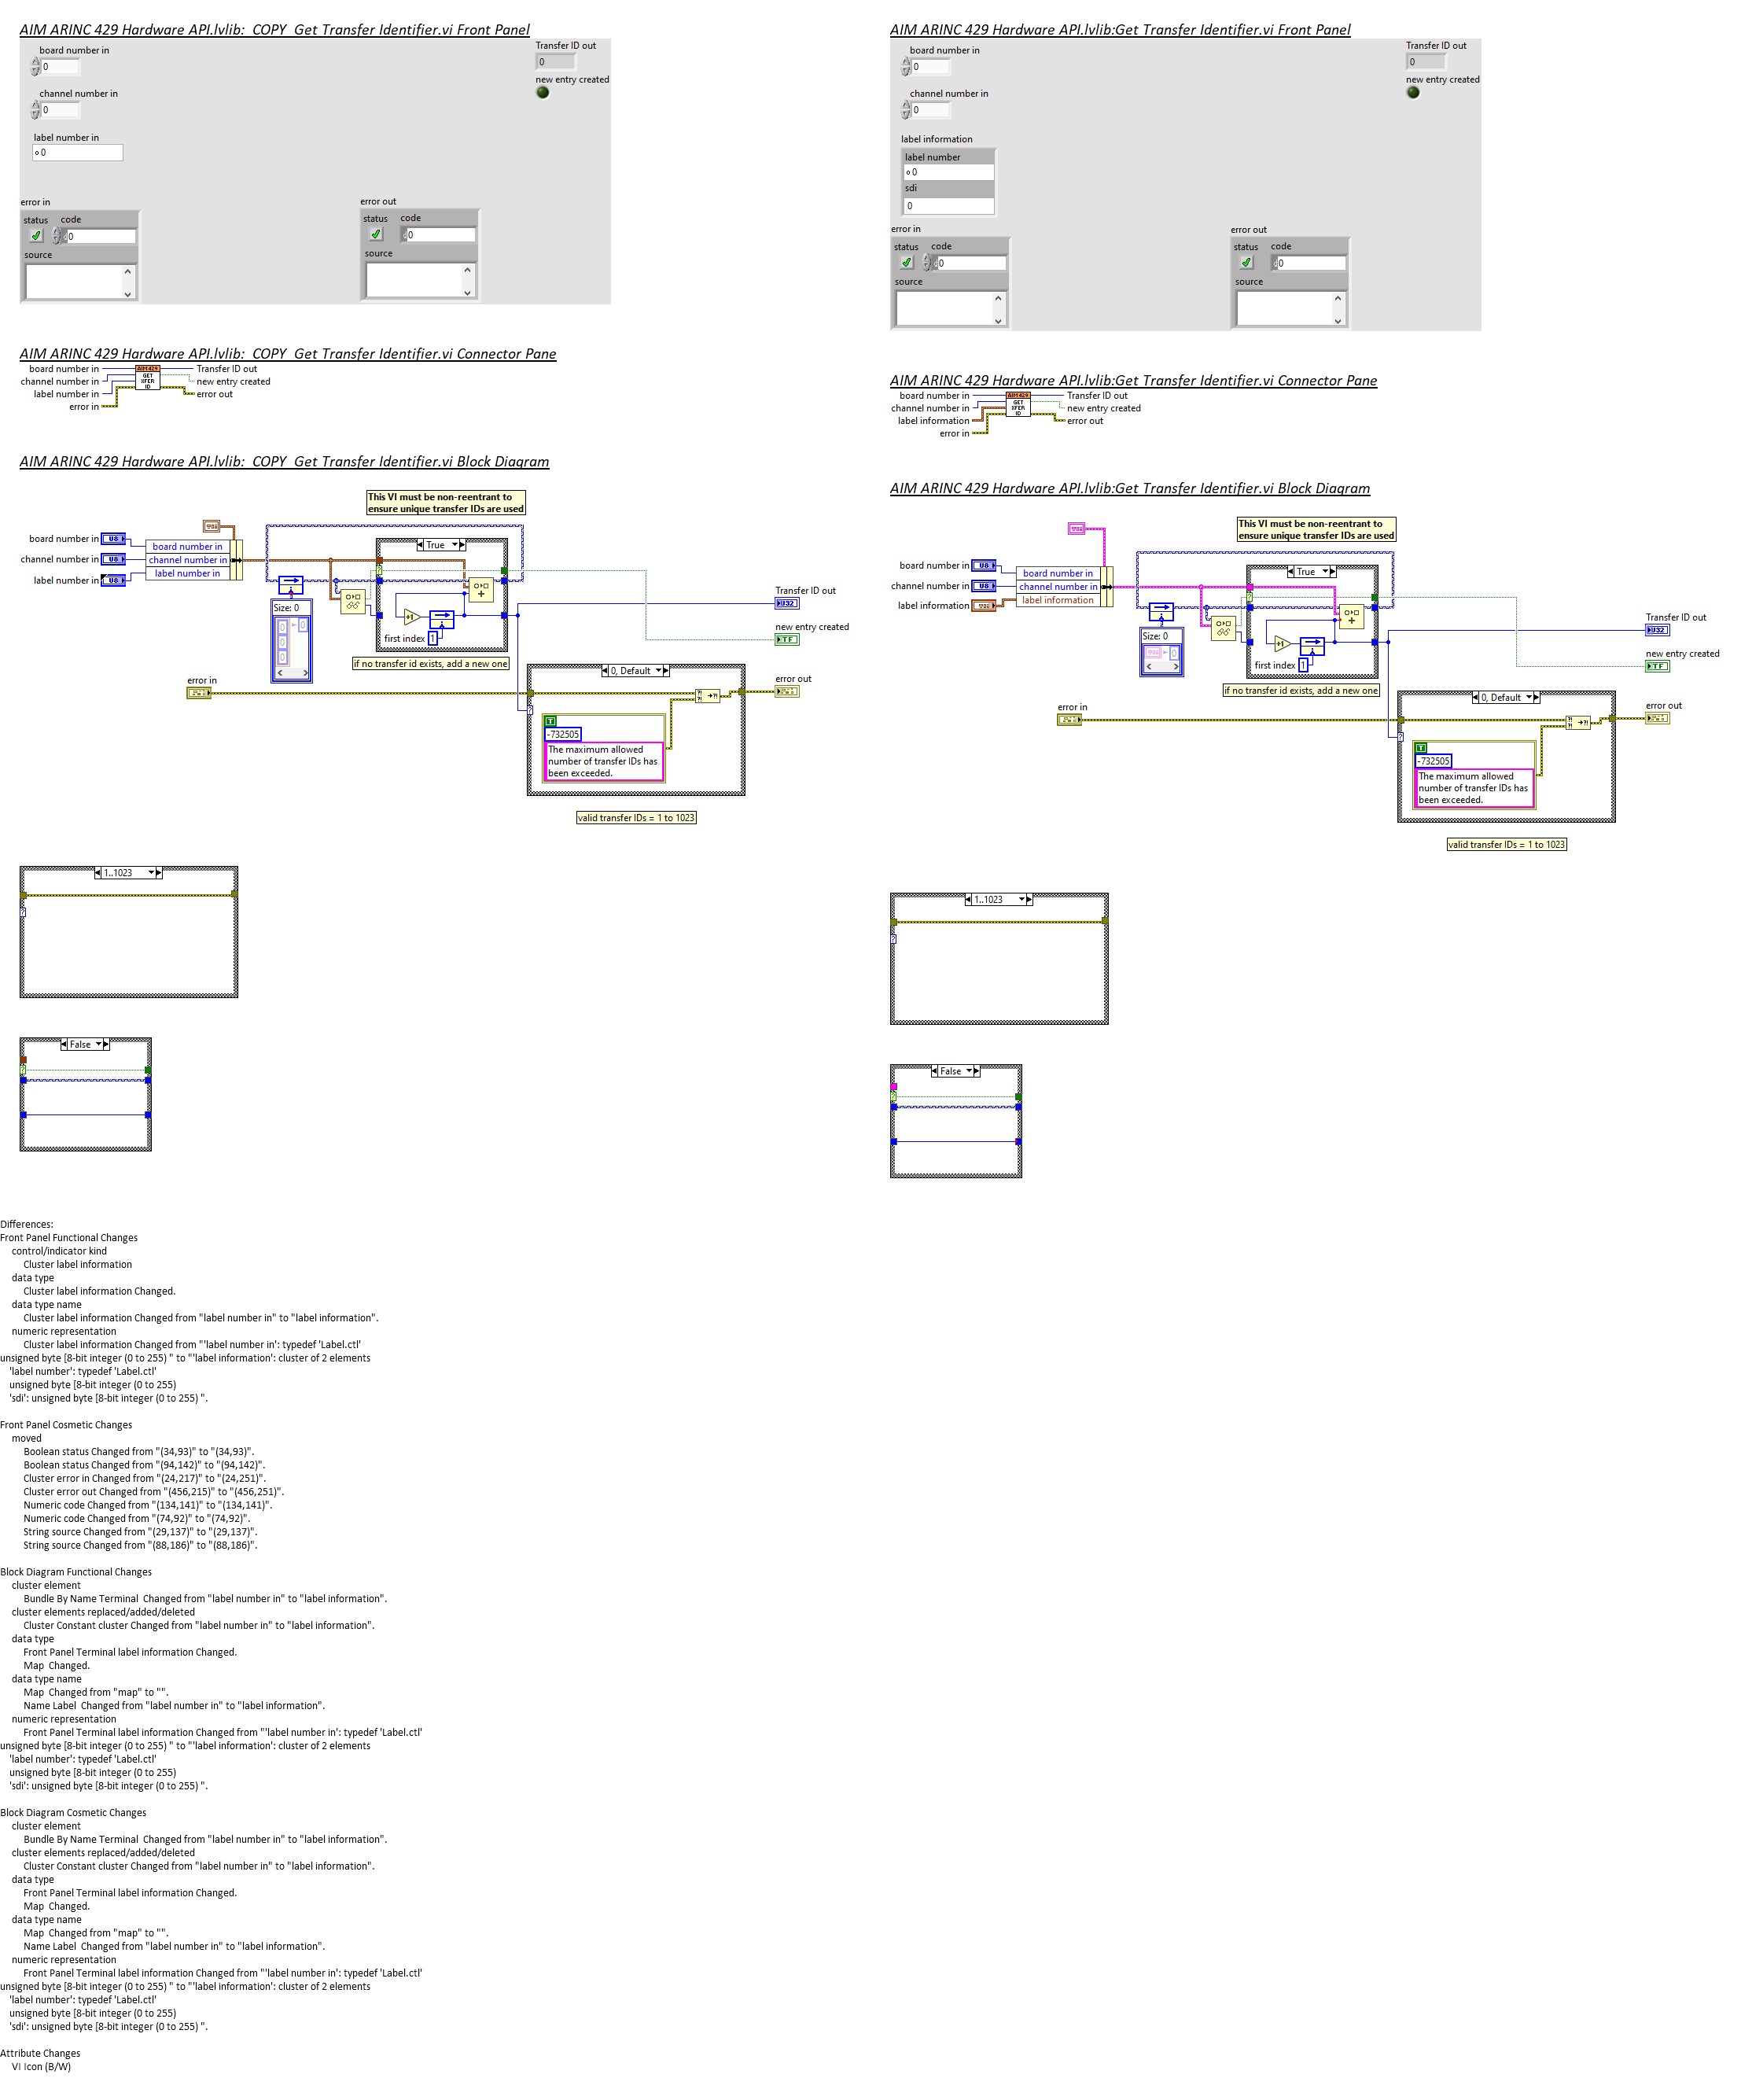 AIM ARINC 429 Hardware API.lvlib:_COPY_Get Transfer Identifier.vi Front Panel
board number in
0
channel number in
0
label number in
o 0
Transfer ID out
0
new entry created
error in
status code
0
source
error out
status code
0
source
AIM ARINC 429 Hardware API.lvlib:_COPY_Get Transfer Identifier.vi Connector Pane
board number in
channel number in
label number in
error in
AIM 429
GET
XFER
ID
Transfer ID out
new entry created
error out
AIM ARINC 429 Hardware API.lvlib:_COPY_Get Transfer Identifier.vi Block Diagram
This VI must be non-reentrant to
ensure unique transfer IDs are used
board number in U8
channel number in U8
label number in U8
board number in
channel number in
label number in
True
Size: 0
0
0
0
0
+1
first index 1
if no transfer id exists, add a new one
Transfer ID out
U32
new entry created
TF
error in
0, Default
error out
T
-732505
The maximum allowed
number of transfer IDs has
been exceeded.
valid transfer IDs = 1 to 1023
1..1023
False
AIM ARINC 429 Hardware API.lvlib:Get Transfer Identifier.vi Front Panel
board number in
0
channel number in
0
label information
label number
o 0
sdi
0
Transfer ID out
0
new entry created
error in
status code
0
source
error out
status code
0
source
AIM ARINC 429 Hardware API.lvlib:Get Transfer Identifier.vi Connector Pane
board number in
channel number in
label information
error in
AIM 429
GET
XFER
ID
Transfer ID out
new entry created
error out
AIM ARINC 429 Hardware API.lvlib:Get Transfer Identifier.vi Block Diagram
This VI must be non-reentrant to
ensure unique transfer IDs are used
board number in U8
channel number in U8
label information
board number in
channel number in
label information
True
Size: 0
0
+1
first index 1
if no transfer id exists, add a new one
Transfer ID out
U32
new entry created
TF
error in
0, Default
error out
T
-732505
The maximum allowed
number of transfer IDs has
been exceeded.
valid transfer IDs = 1 to 1023
1..1023
False
Differences:
Front Panel Functional Changes
control/indicator kind
Cluster label information
data type
Cluster label information Changed.
data type name
Cluster label information Changed from "label number in" to "label information".
numeric representation
Cluster label information Changed from "'label number in': typedef 'Label.ctl'
unsigned byte [8-bit integer (0 to 255) " to "'label information': cluster of 2 elements
'label number': typedef 'Label.ctl'
unsigned byte [8-bit integer (0 to 255)
'sdi': unsigned byte [8-bit integer (0 to 255) ".
Front Panel Cosmetic Changes
moved
Boolean status Changed from "(34,93)" to "(34,93)".
Boolean status Changed from "(94,142)" to "(94,142)".
Cluster error in Changed from "(24,217)" to "(24,251)".
Cluster error out Changed from "(456,215)" to "(456,251)".
Numeric code Changed from "(134,141)" to "(134,141)".
Numeric code Changed from "(74,92)" to "(74,92)".
String source Changed from "(29,137)" to "(29,137)".
String source Changed from "(88,186)" to "(88,186)".
Block Diagram Functional Changes
cluster element
Bundle By Name Terminal  Changed from "label number in" to "label information".
cluster elements replaced/added/deleted
Cluster Constant cluster Changed from "label number in" to "label information".
data type
Front Panel Terminal label information Changed.
Map  Changed.
data type name
Map  Changed from "map" to "".
Name Label  Changed from "label number in" to "label information".
numeric representation
Front Panel Terminal label information Changed from "'label number in': typedef 'Label.ctl'
unsigned byte [8-bit integer (0 to 255) " to "'label information': cluster of 2 elements
'label number': typedef 'Label.ctl'
unsigned byte [8-bit integer (0 to 255)
'sdi': unsigned byte [8-bit integer (0 to 255) ".
Block Diagram Cosmetic Changes
cluster element
Bundle By Name Terminal  Changed from "label number in" to "label information".
cluster elements replaced/added/deleted
Cluster Constant cluster Changed from "label number in" to "label information".
data type
Front Panel Terminal label information Changed.
Map  Changed.
data type name
Map  Changed from "map" to "".
Name Label  Changed from "label number in" to "label information".
numeric representation
Front Panel Terminal label information Changed from "'label number in': typedef 'Label.ctl'
unsigned byte [8-bit integer (0 to 255) " to "'label information': cluster of 2 elements
'label number': typedef 'Label.ctl'
unsigned byte [8-bit integer (0 to 255)
'sdi': unsigned byte [8-bit integer (0 to 255) ".
Attribute Changes
VI Icon (B/W)